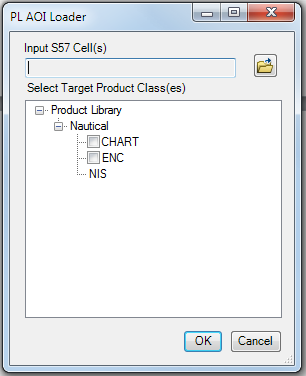 PL AOI Loader
Input S57 Cell(s)
Select Target Product Class(es)
Product Library
Nautical
CHART
ENC
NIS
OK
Cancel